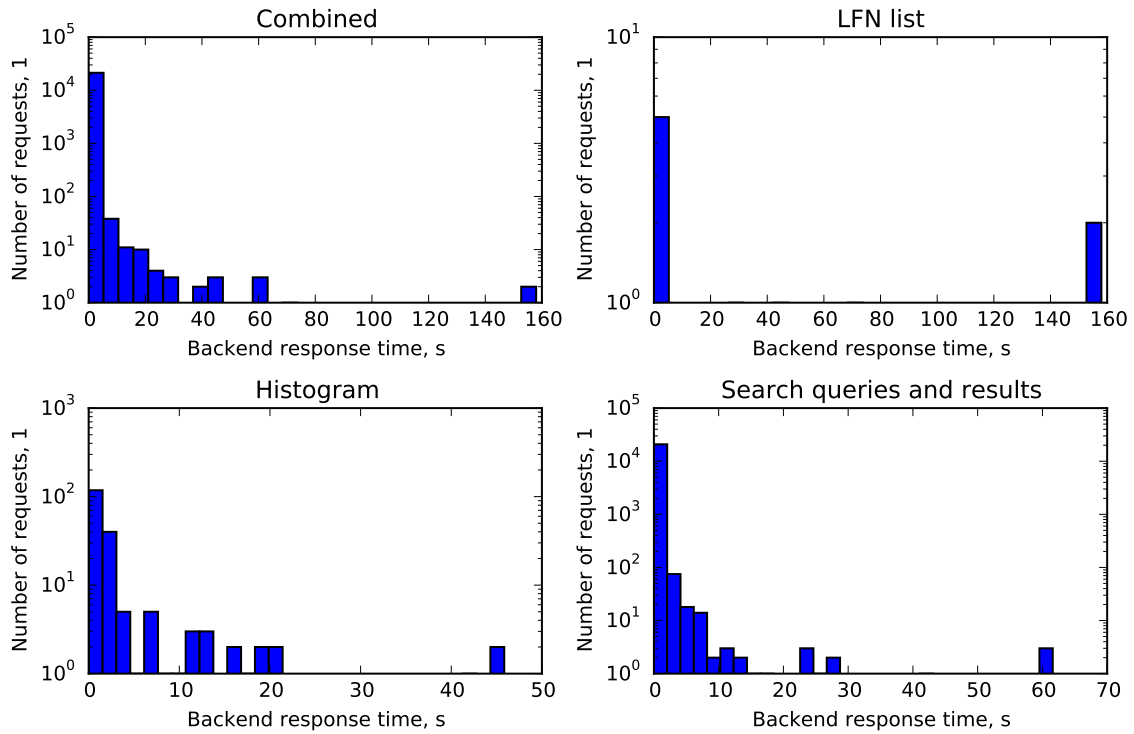 Combined
Number of requests, 1
10^5
10^4
10^3
10^2
10^1
10^0
0 20 40 60 80 100 120 140 160
Backend response time, s
LFN list
Number of requests, 1
10^1
10^0
0 20 40 60 80 100 120 140 160
Backend response time, s
Histogram
Number of requests, 1
10^3
10^2
10^1
10^0
0 10 20 30 40 50
Backend response time, s
Search queries and results
Number of requests, 1
10^5
10^4
10^3
10^2
10^1
10^0
0 10 20 30 40 50 60 70
Backend response time, s